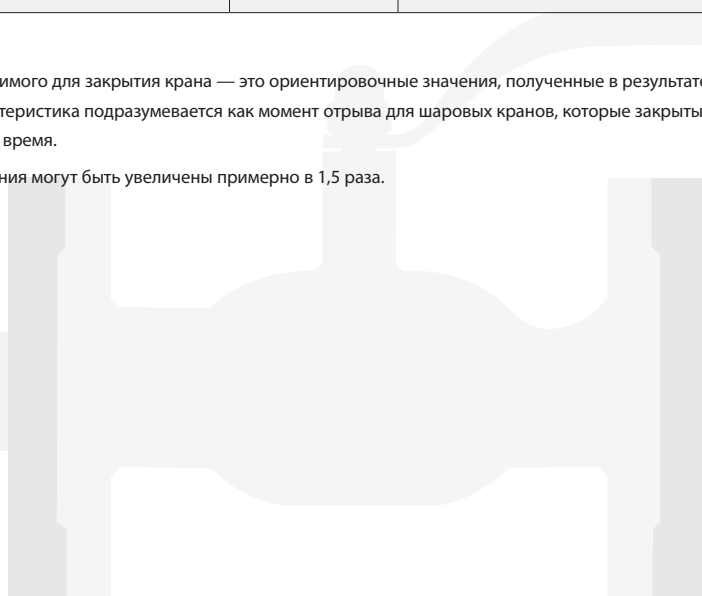 имого для закрытия крана — это ориентировочные значения, полученные в результате
теристика подразумевается как момент отрыва для шаровых кранов, которые закрыты
время.
ния могут быть увеличены примерно в 1,5 раза.